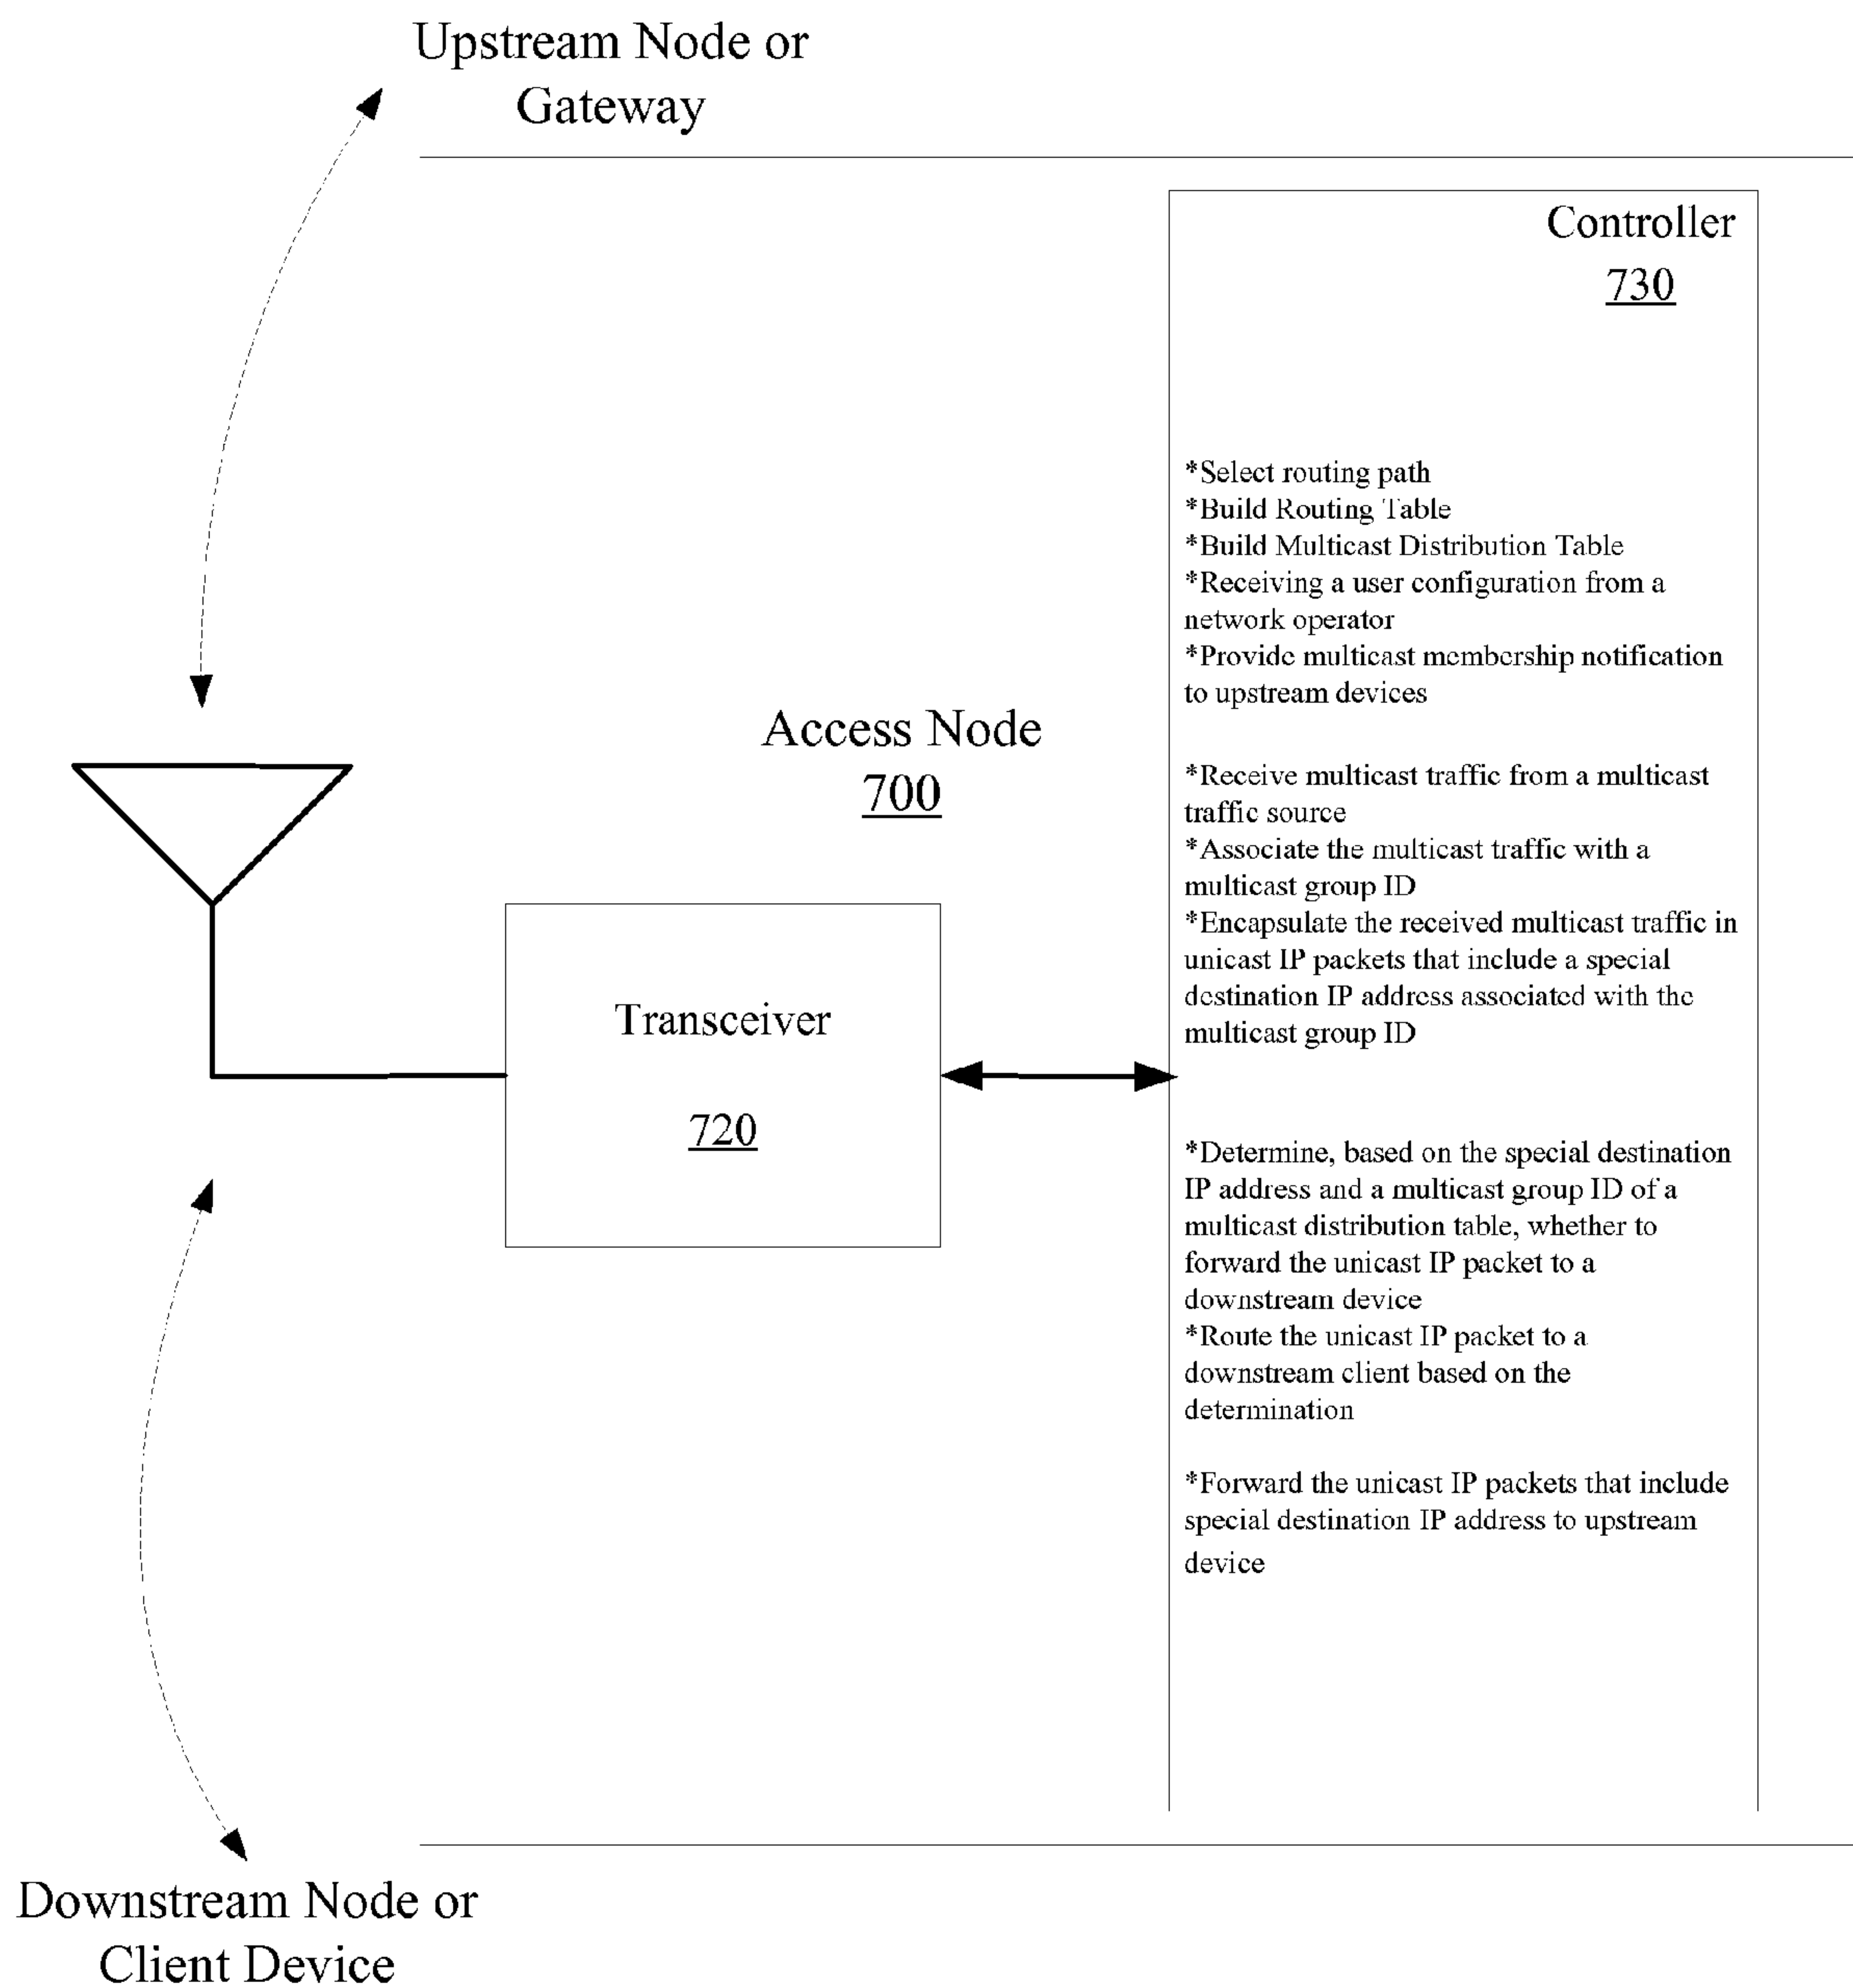 Upstream Node or
Gateway
Controller
730
*Select routing path
*Build Routing Table
*Build Multicast Distribution Table
*Receiving a user configuration from a
network operator
*Provide multicast membership notification
to upstream devices
Access Node
700
*Receive multicast traffic from a multicast
traffic source
*Associate the multicast traffic with a
multicast group ID
*Encapsulate the received multicast traffic in
unicast IP packets that include a special
destination IP address associated with the
multicast group ID
Transceiver
720
*Determine, based on the special destination
IP address and a multicast group ID of a
multicast distribution table, whether to
forward the unicast IP packet to a
downstream device
*Route the unicast IP packet to a
downstream client based on the
determination
*Forward the unicast IP packets that include
special destination IP address to upstream
device
Downstream Node or
Client Device